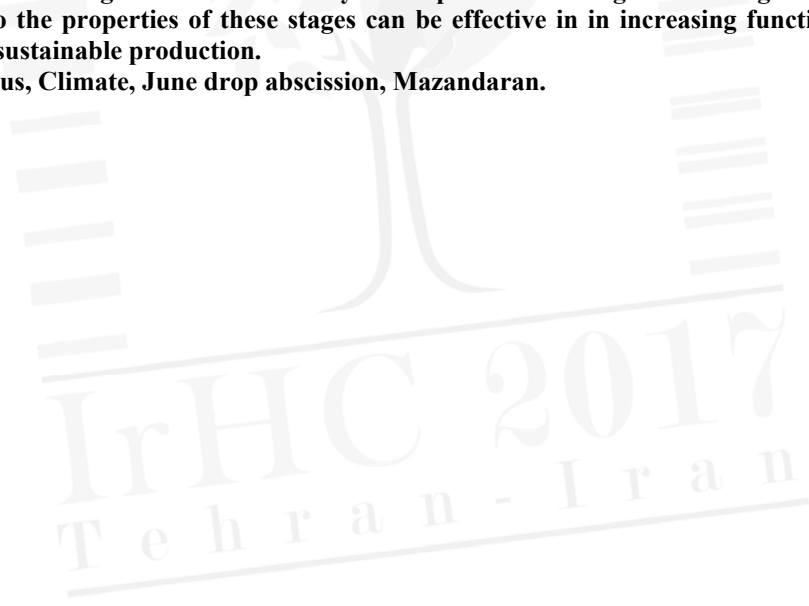 o the properties of these stages can be effective in in increasing functi
sustainable production.
us, Climate, June drop abscission, Mazandaran.
IrHC 2017
Tehran - Iran